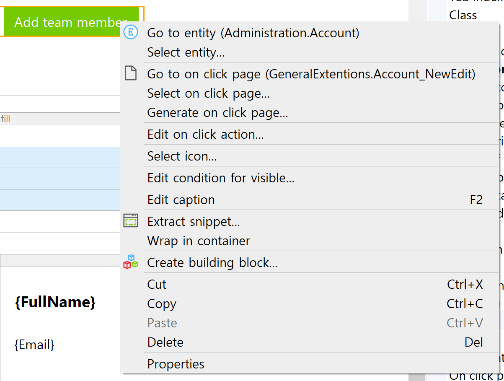 Add team member
Class
E Go to entity (Administration.Account)
Select entity...
Go to on click page (GeneralExtentions.Account_NewEdit)
Select on click page...
Generate on click page...
fill
Edit on click action...
Select icon...
Edit condition for visible...
Edit caption F2
Extract snippet...
Wrap in container
Create building block...
Cut Ctrl+X
{FullName}
Copy Ctrl+C
Paste Ctrl+V
{Email}
Delete Del
Properties
On click p